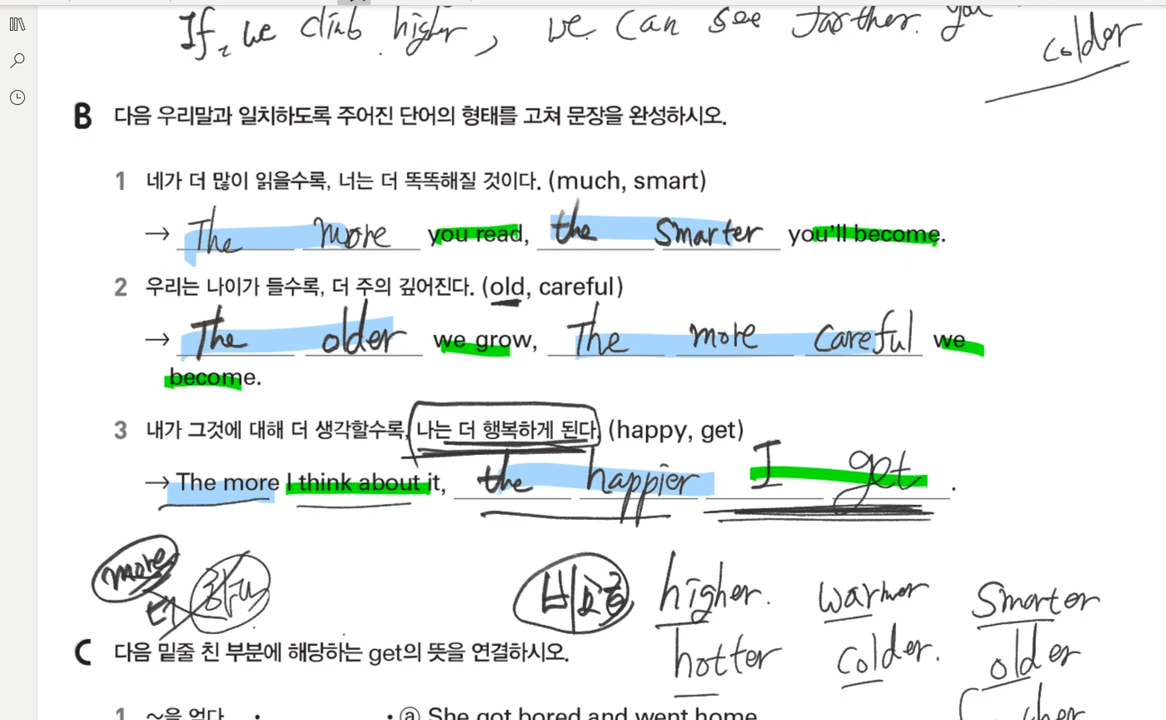 If we climb higher, we can see farther. you
colder
B 다음 우리말과 일치하도록 주어진 단어의 형태를 고쳐 문장을 완성하시오.
1 네가 더 많이 읽을수록, 너는 더 똑똑해질 것이다. (much, smart)
→ The more you read, the smarter you'll become.
2 우리는 나이가 들수록, 더 주의 깊어진다. (old, careful)
→ The older we grow, The more careful we
become.
3 내가 그것에 대해 더 생각할수록, 나는 더 행복하게 된다. (happy, get)
→ The more I think about it, the happier I get.
more 더 비교급 higher. warmer Smarter
hotter colder. older
C 다음 밑줄 친 부분에 해당하는 get의 뜻을 연결하시오.
1 ~을 얻다 • • ⓐ She got bored and went home.